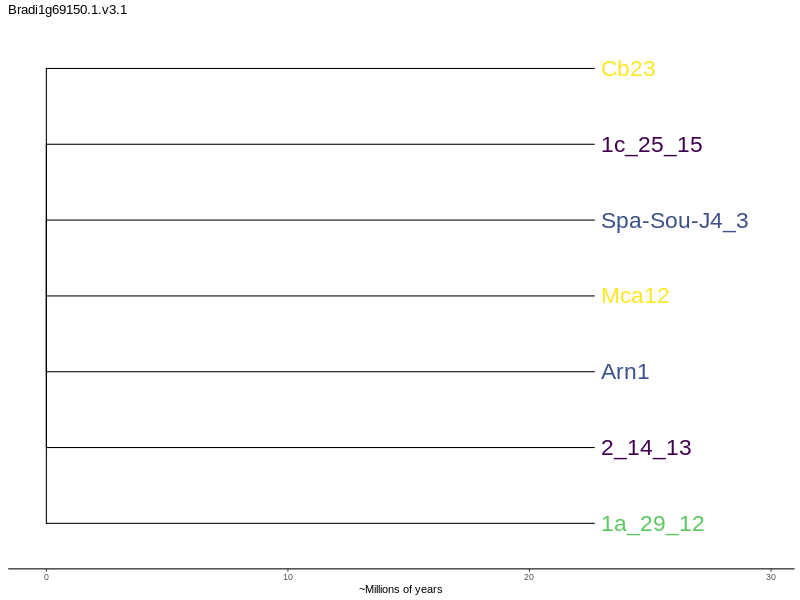 Bradi1g69150.1.v3.1
Cb23
1c_25_15
Spa-Sou-J4_3
Mca12
Arn1
2_14_13
1a_29_12
0 10 20 30
~Millions of years